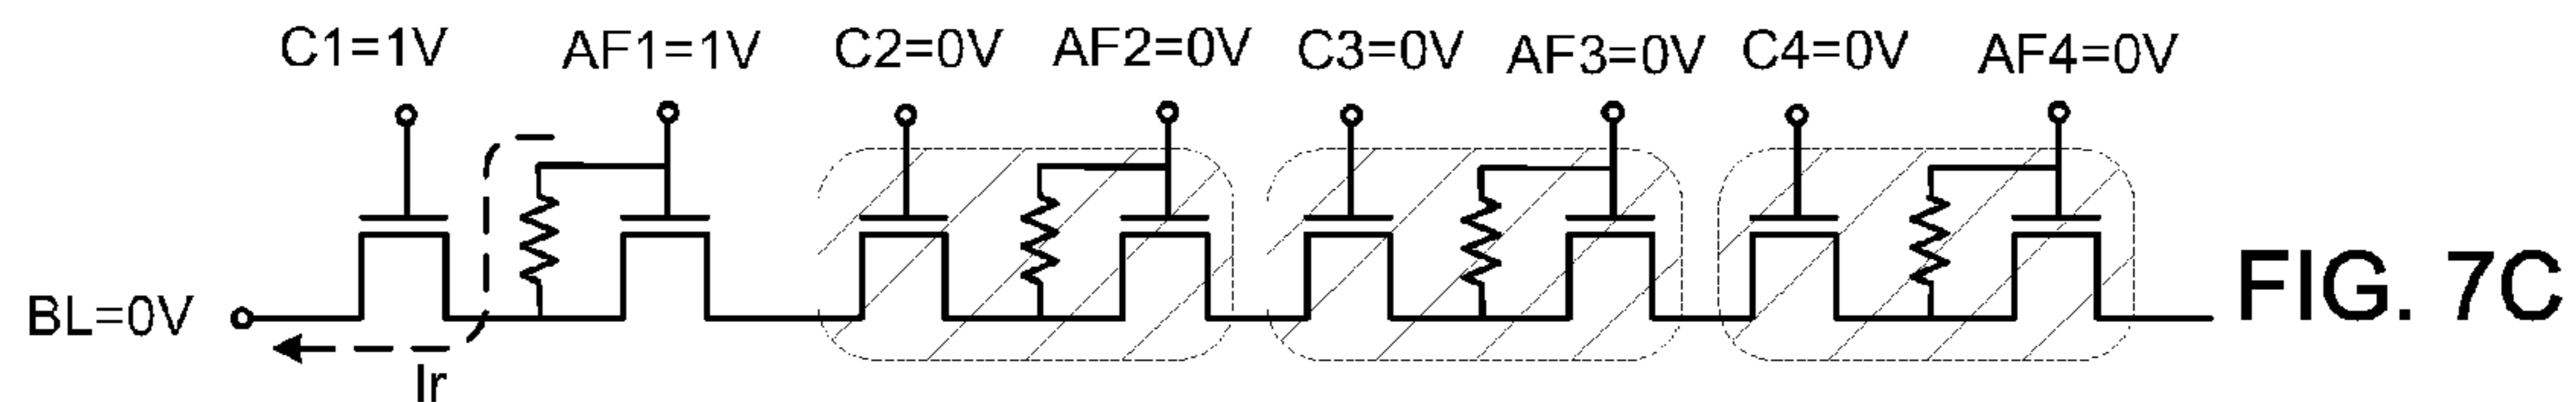 C1=1V AF1=1V C2=0V AF2=0V C3=0V AF3=0V C4=0V AF4=0V
BL=0V
FIG. 7C
Ir